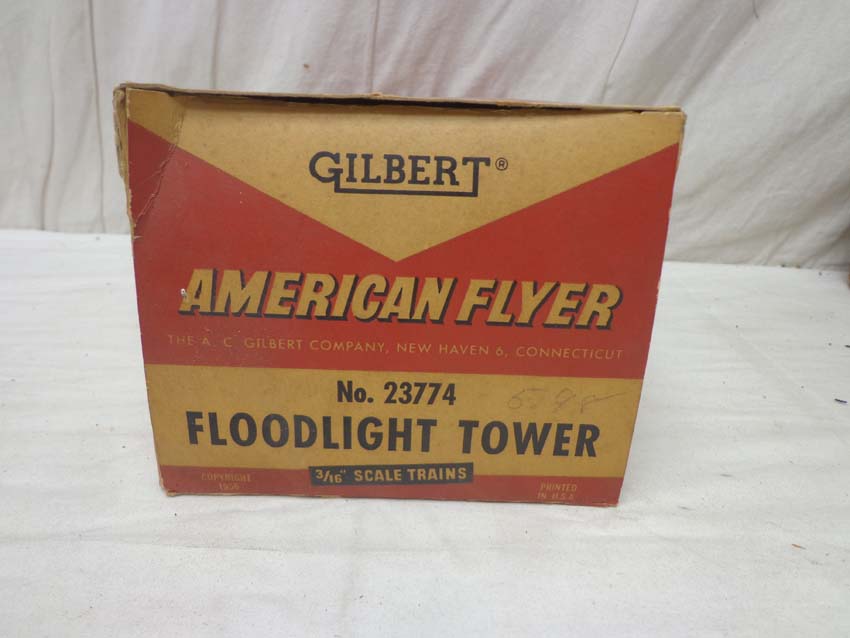 GILBERT®
AMERICAN FLYER
THE A. C. GILBERT COMPANY, NEW HAVEN 6, CONNECTICUT
No. 23774
FLOODLIGHT TOWER
3/16" SCALE TRAINS
COPYRIGHT
1956
PRINTED
IN U.S.A.